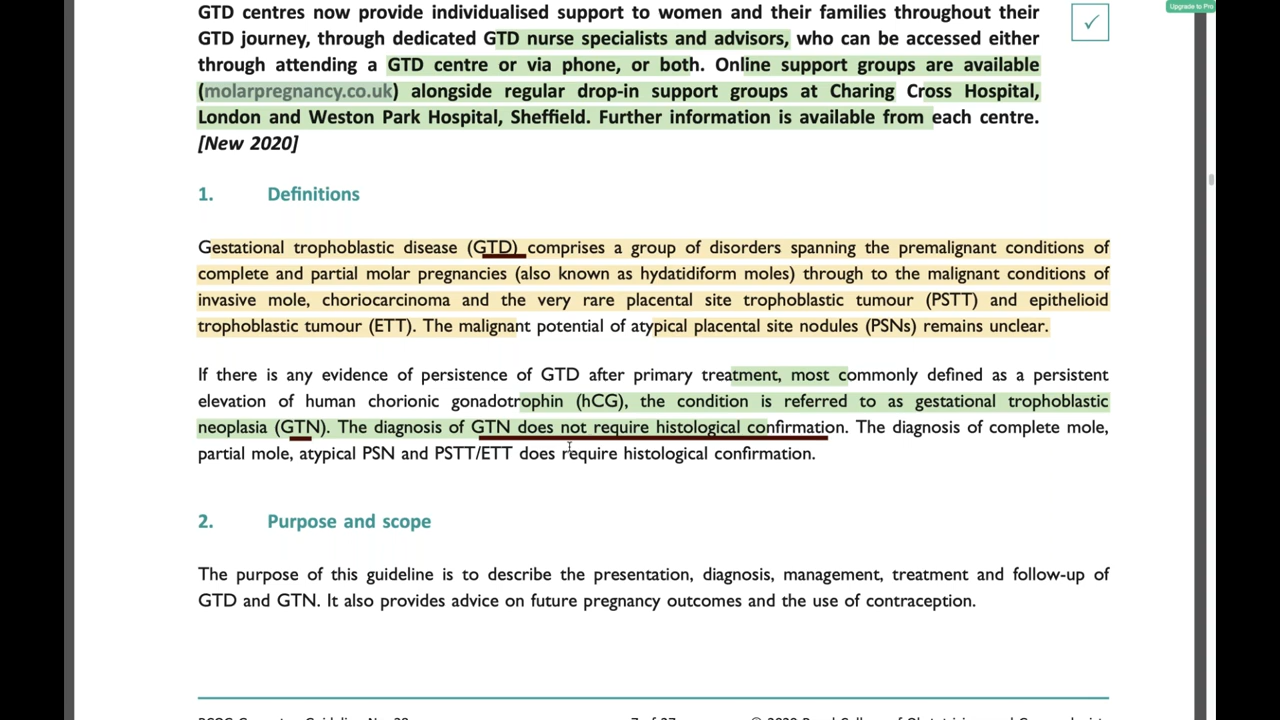 Upgrade to Pro
GTD centres now provide individualised support to women and their families throughout their
GTD journey, through dedicated GTD nurse specialists and advisors, who can be accessed either
through attending a GTD centre or via phone, or both. Online support groups are available
(molarpregnancy.co.uk) alongside regular drop-in support groups at Charing Cross Hospital,
London and Weston Park Hospital, Sheffield. Further information is available from each centre.
[New 2020]
1. Definitions
Gestational trophoblastic disease (GTD) comprises a group of disorders spanning the premalignant conditions of
complete and partial molar pregnancies (also known as hydatidiform moles) through to the malignant conditions of
invasive mole, choriocarcinoma and the very rare placental site trophoblastic tumour (PSTT) and epithelioid
trophoblastic tumour (ETT). The malignant potential of atypical placental site nodules (PSNs) remains unclear.
If there is any evidence of persistence of GTD after primary treatment, most commonly defined as a persistent
elevation of human chorionic gonadotrophin (hCG), the condition is referred to as gestational trophoblastic
neoplasia (GTN). The diagnosis of GTN does not require histological confirmation. The diagnosis of complete mole,
partial mole, atypical PSN and PSTT/ETT does require histological confirmation.
2. Purpose and scope
The purpose of this guideline is to describe the presentation, diagnosis, management, treatment and follow-up of
GTD and GTN. It also provides advice on future pregnancy outcomes and the use of contraception.